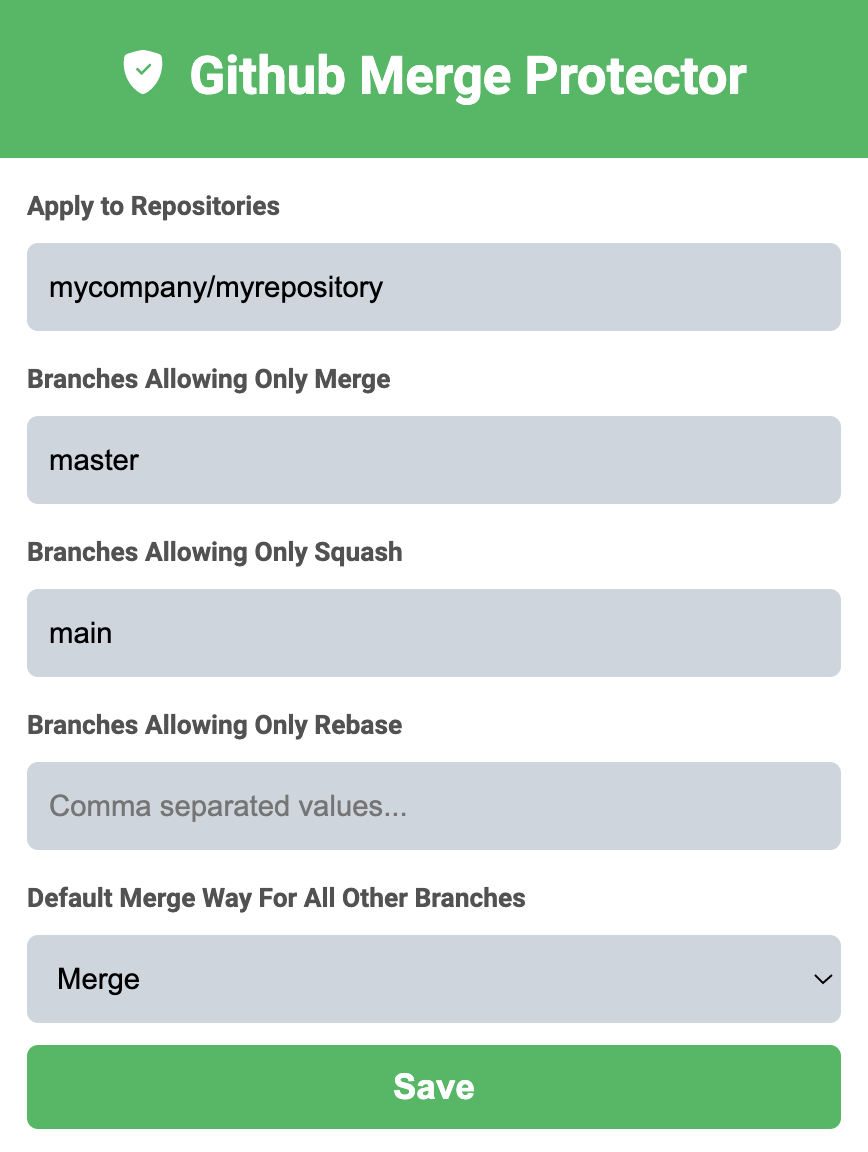 Github Merge Protector
Apply to Repositories
mycompany/myrepository
Branches Allowing Only Merge
master
Branches Allowing Only Squash
main
Branches Allowing Only Rebase
Comma separated values...
Default Merge Way For All Other Branches
Merge
Save